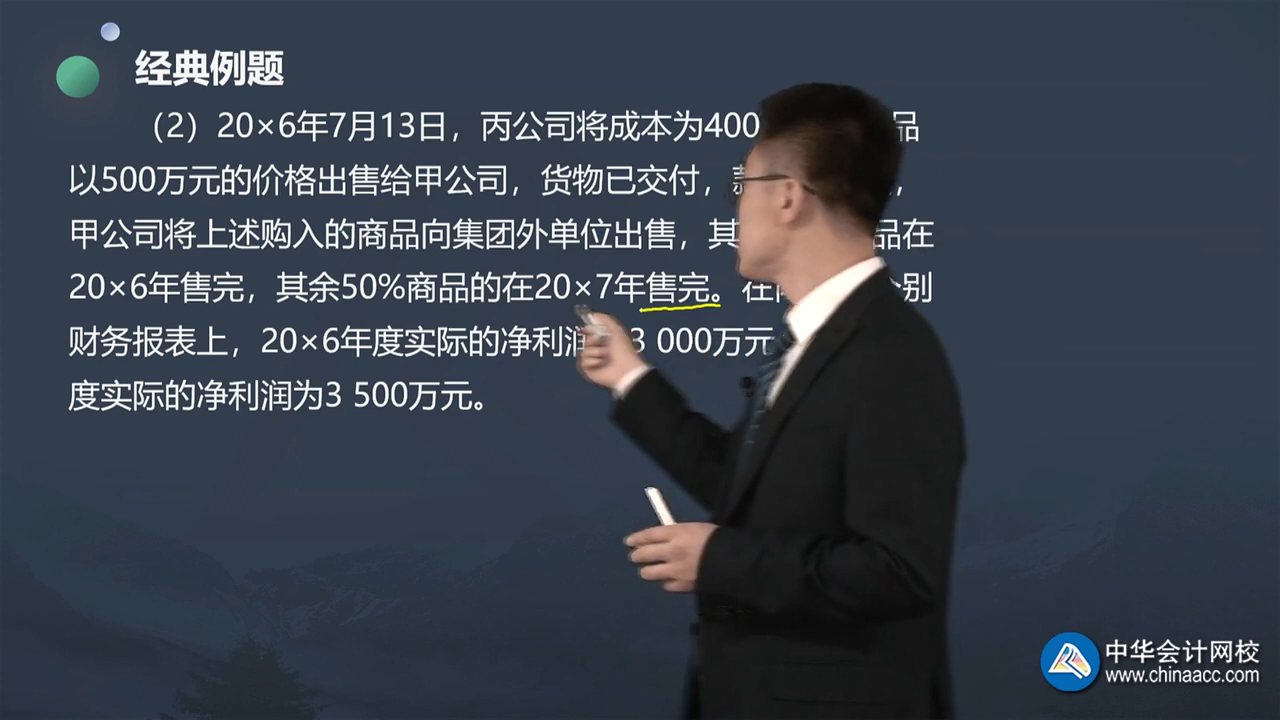 经典例题
（2）20×6年7月13日，丙公司将成本为400 品
以500万元的价格出售给甲公司，货物已交付，
甲公司将上述购入的商品向集团外单位出售，其 品在
20×6年售完，其余50%商品的在20×7年售完。在 别
财务报表上，20×6年度实际的净利润 3 000万元
度实际的净利润为3 500万元。
中华会计网校
www.chinaacc.com